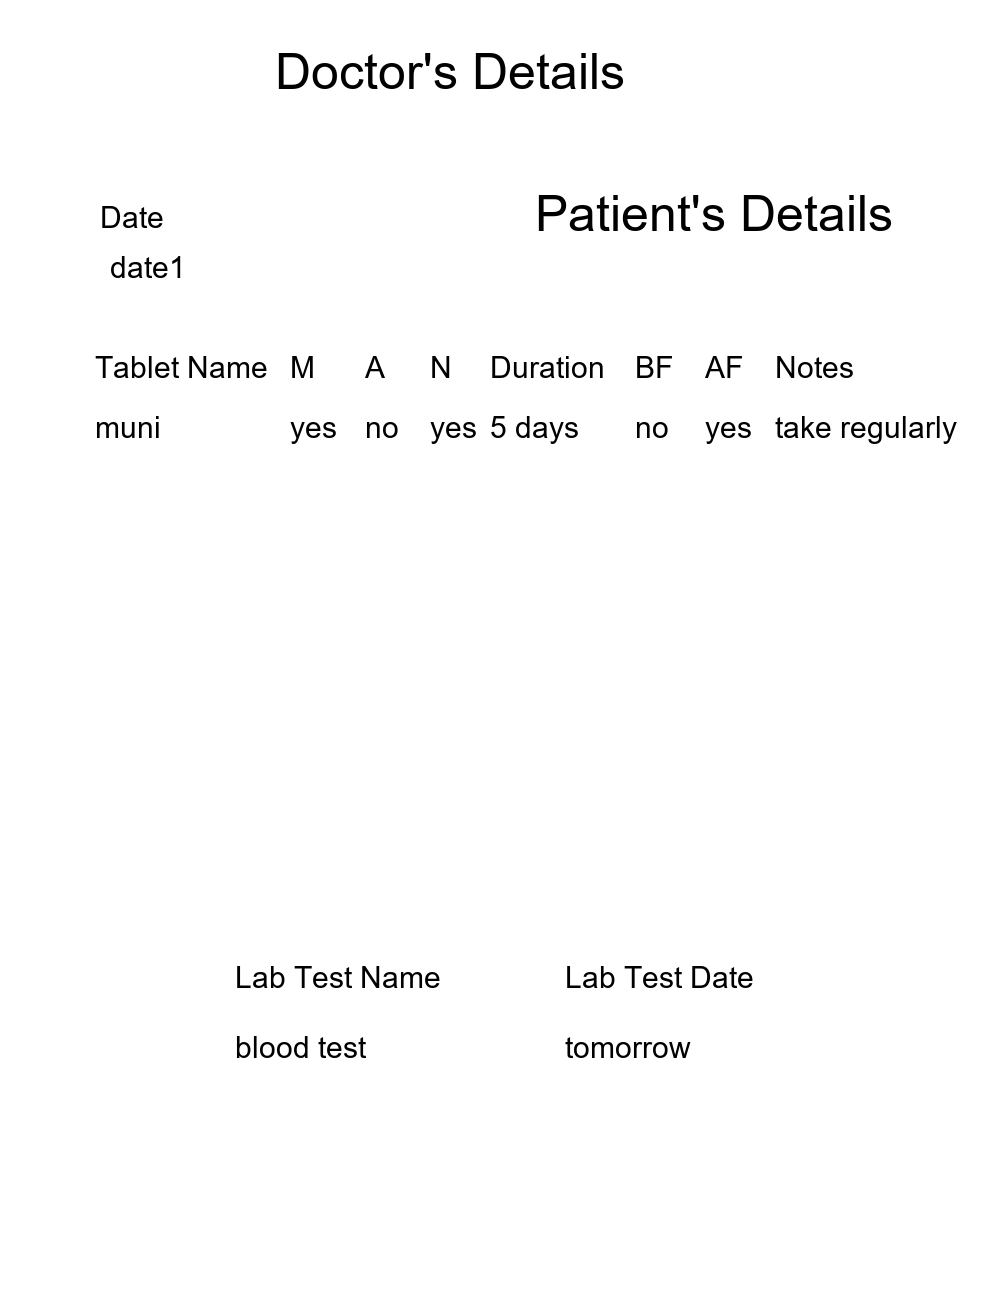 Doctor's Details
Patient's Details
Date
date1
Tablet Name M A N Duration BF AF Notes
muni yes no yes 5 days no yes take regularly
Lab Test Name Lab Test Date
blood test tomorrow